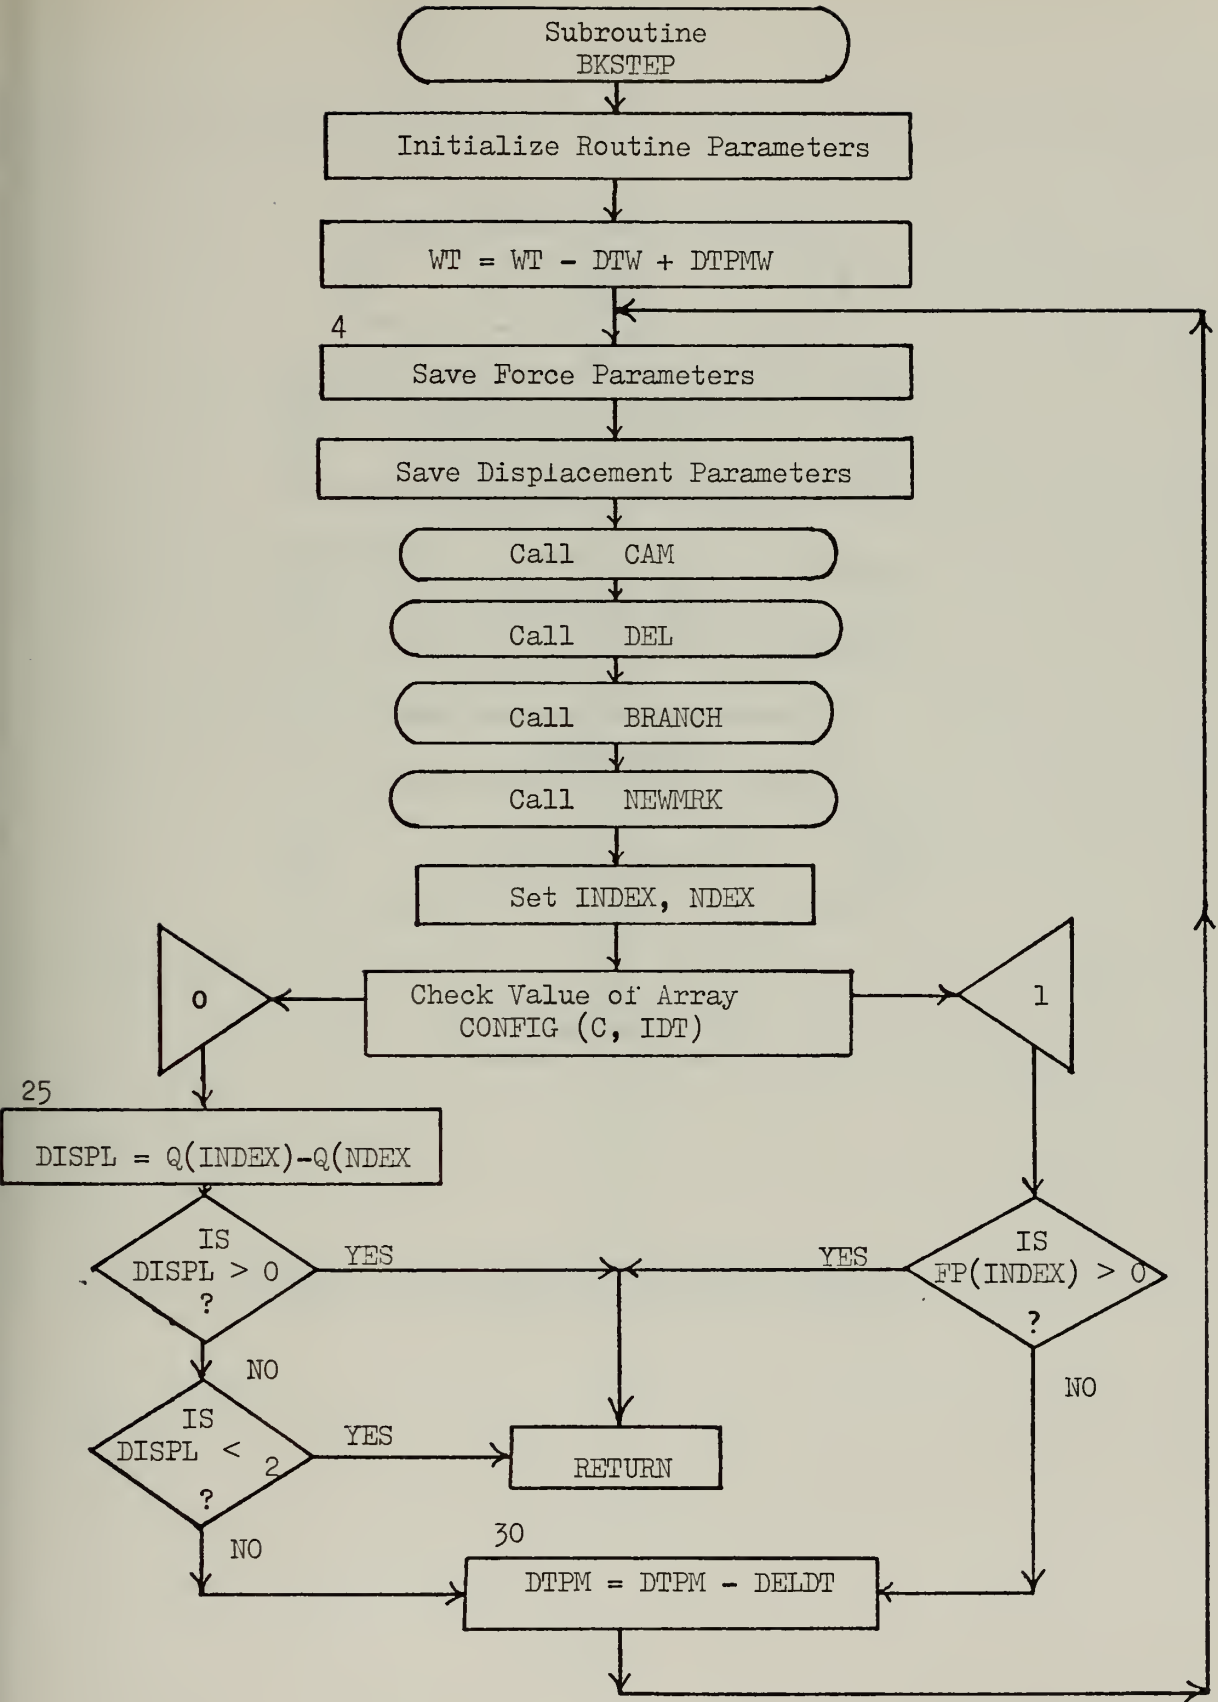 Subroutine
BKSTEP
Initialize Routine Parameters
WT = WT - DTW + DTPMW
4
Save Force Parameters
Save Displacement Parameters
Call CAM
Call DEL
Call BRANCH
Call NEWMRK
Set INDEX, NDEX
0
Check Value of Array
CONFIG (C, IDT)
1
25
DISPL = Q(INDEX)-Q(NDEX
IS
DISPL > 0
?
YES
YES
IS
FP(INDEX) > 0
?
NO
NO
IS
DISPL < 2
?
YES
RETURN
NO
30
DTPM = DTPM - DELDT